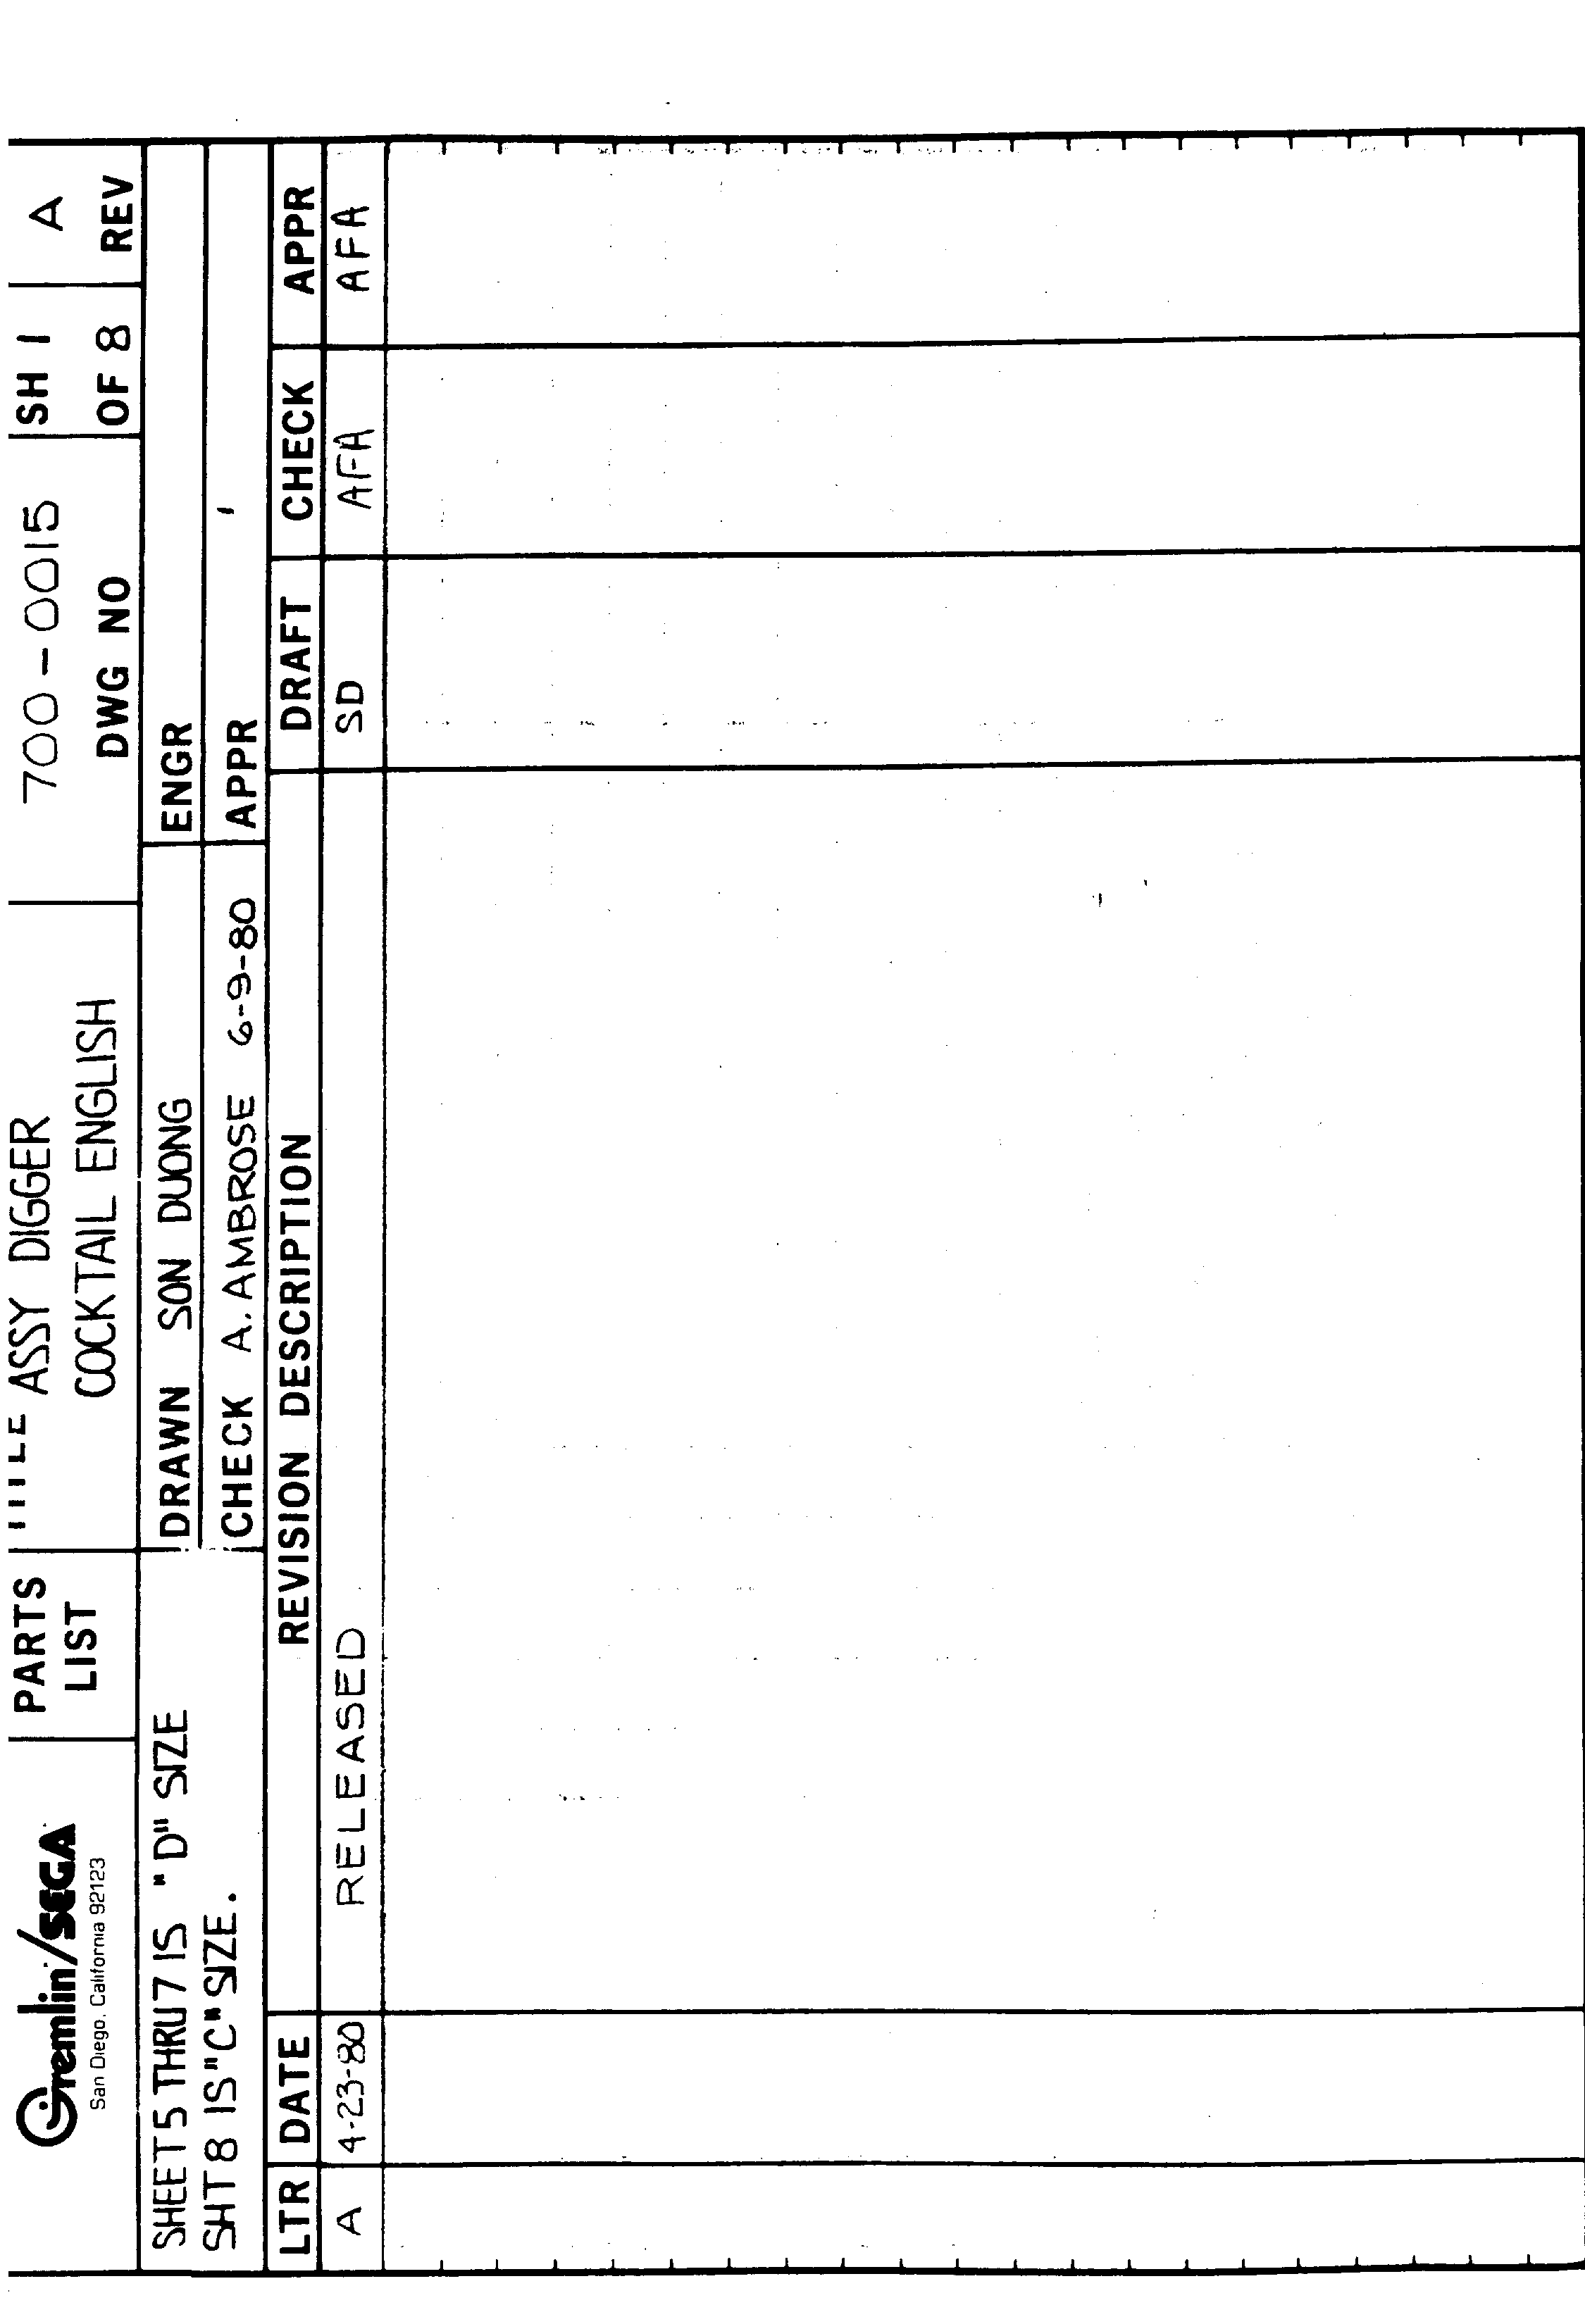 Gremlin/SEGA
San Diego, California 92123
PARTS
LIST
TITLE ASSY DIGGER
COCKTAIL ENGLISH
700-0015
DWG NO
SH 1
OF 8
A
REV
SHEET 5 THRU 7 IS "D" SIZE
SHT 8 IS "C" SIZE.
DRAWN SON DUONG
ENGR
CHECK A. AMBROSE 6-9-80
APPR
LTR DATE REVISION DESCRIPTION DRAFT CHECK APPR
A 4-23-80 RELEASED SD AFA AFA